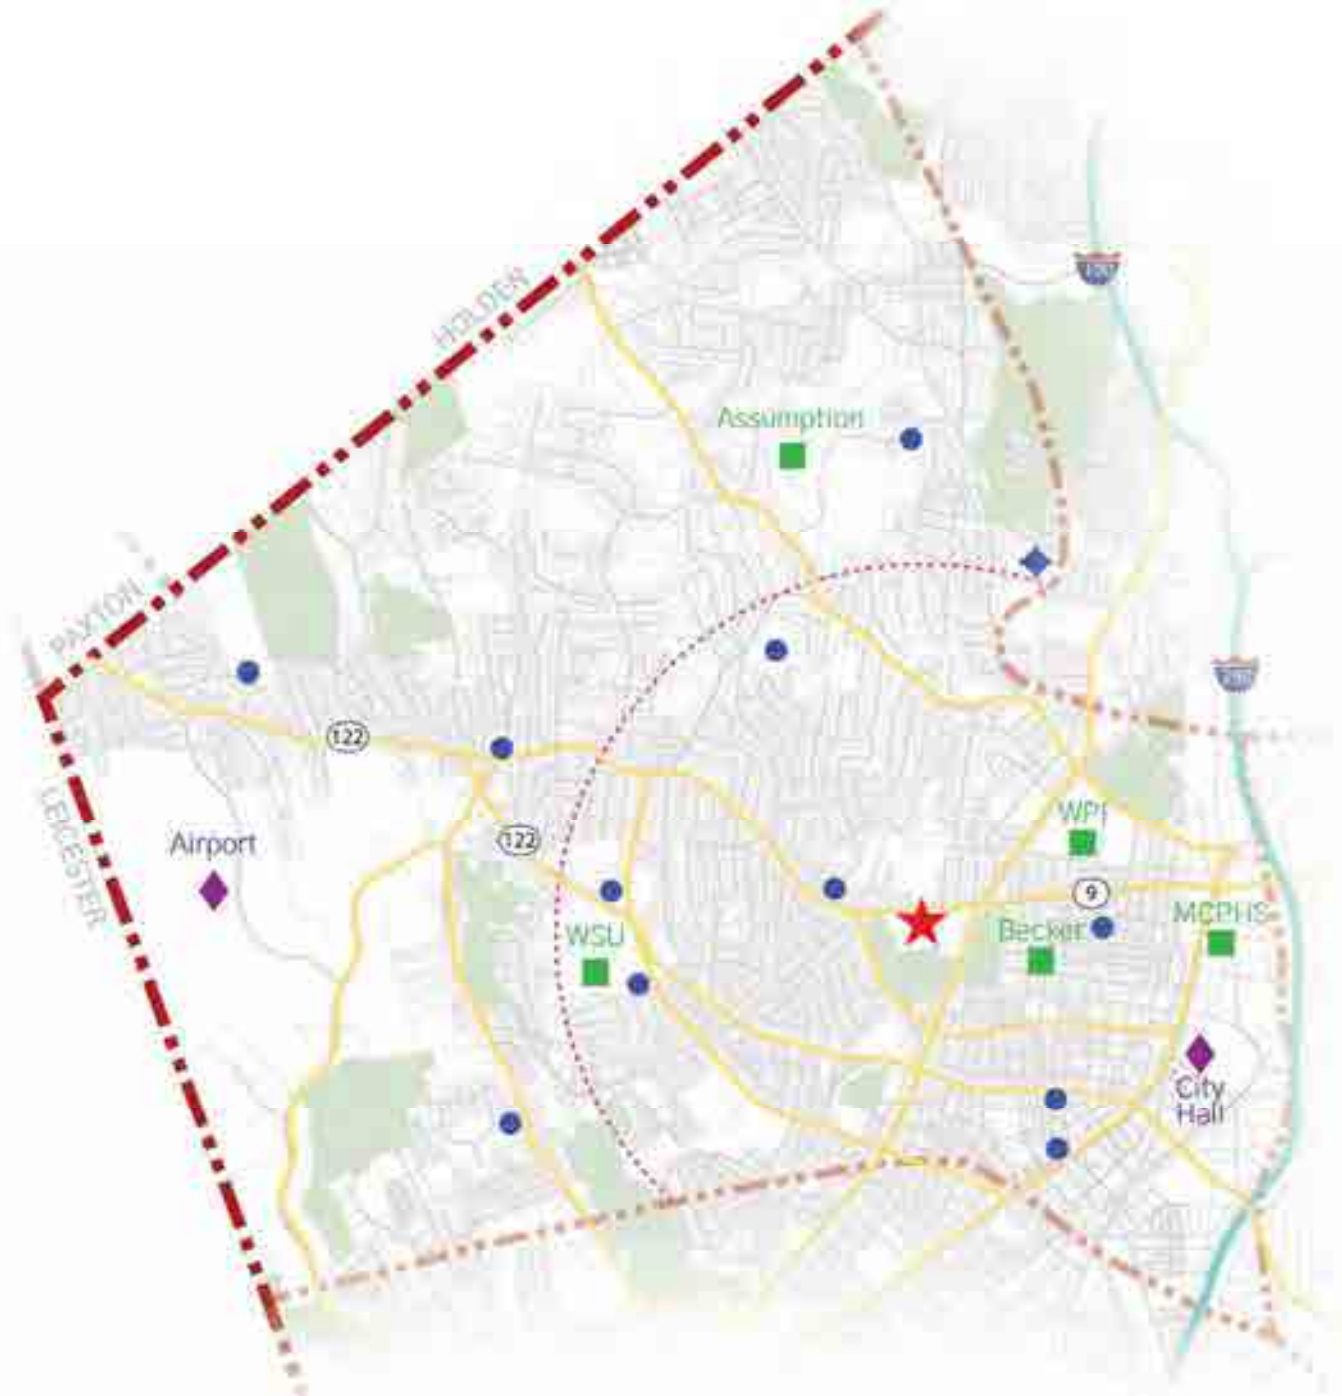 HOLDEN
Assumption
PAXTON
122
LEICESTER
Airport
122
WPI
9
WSU
Becker
MCPHS
City
Hall